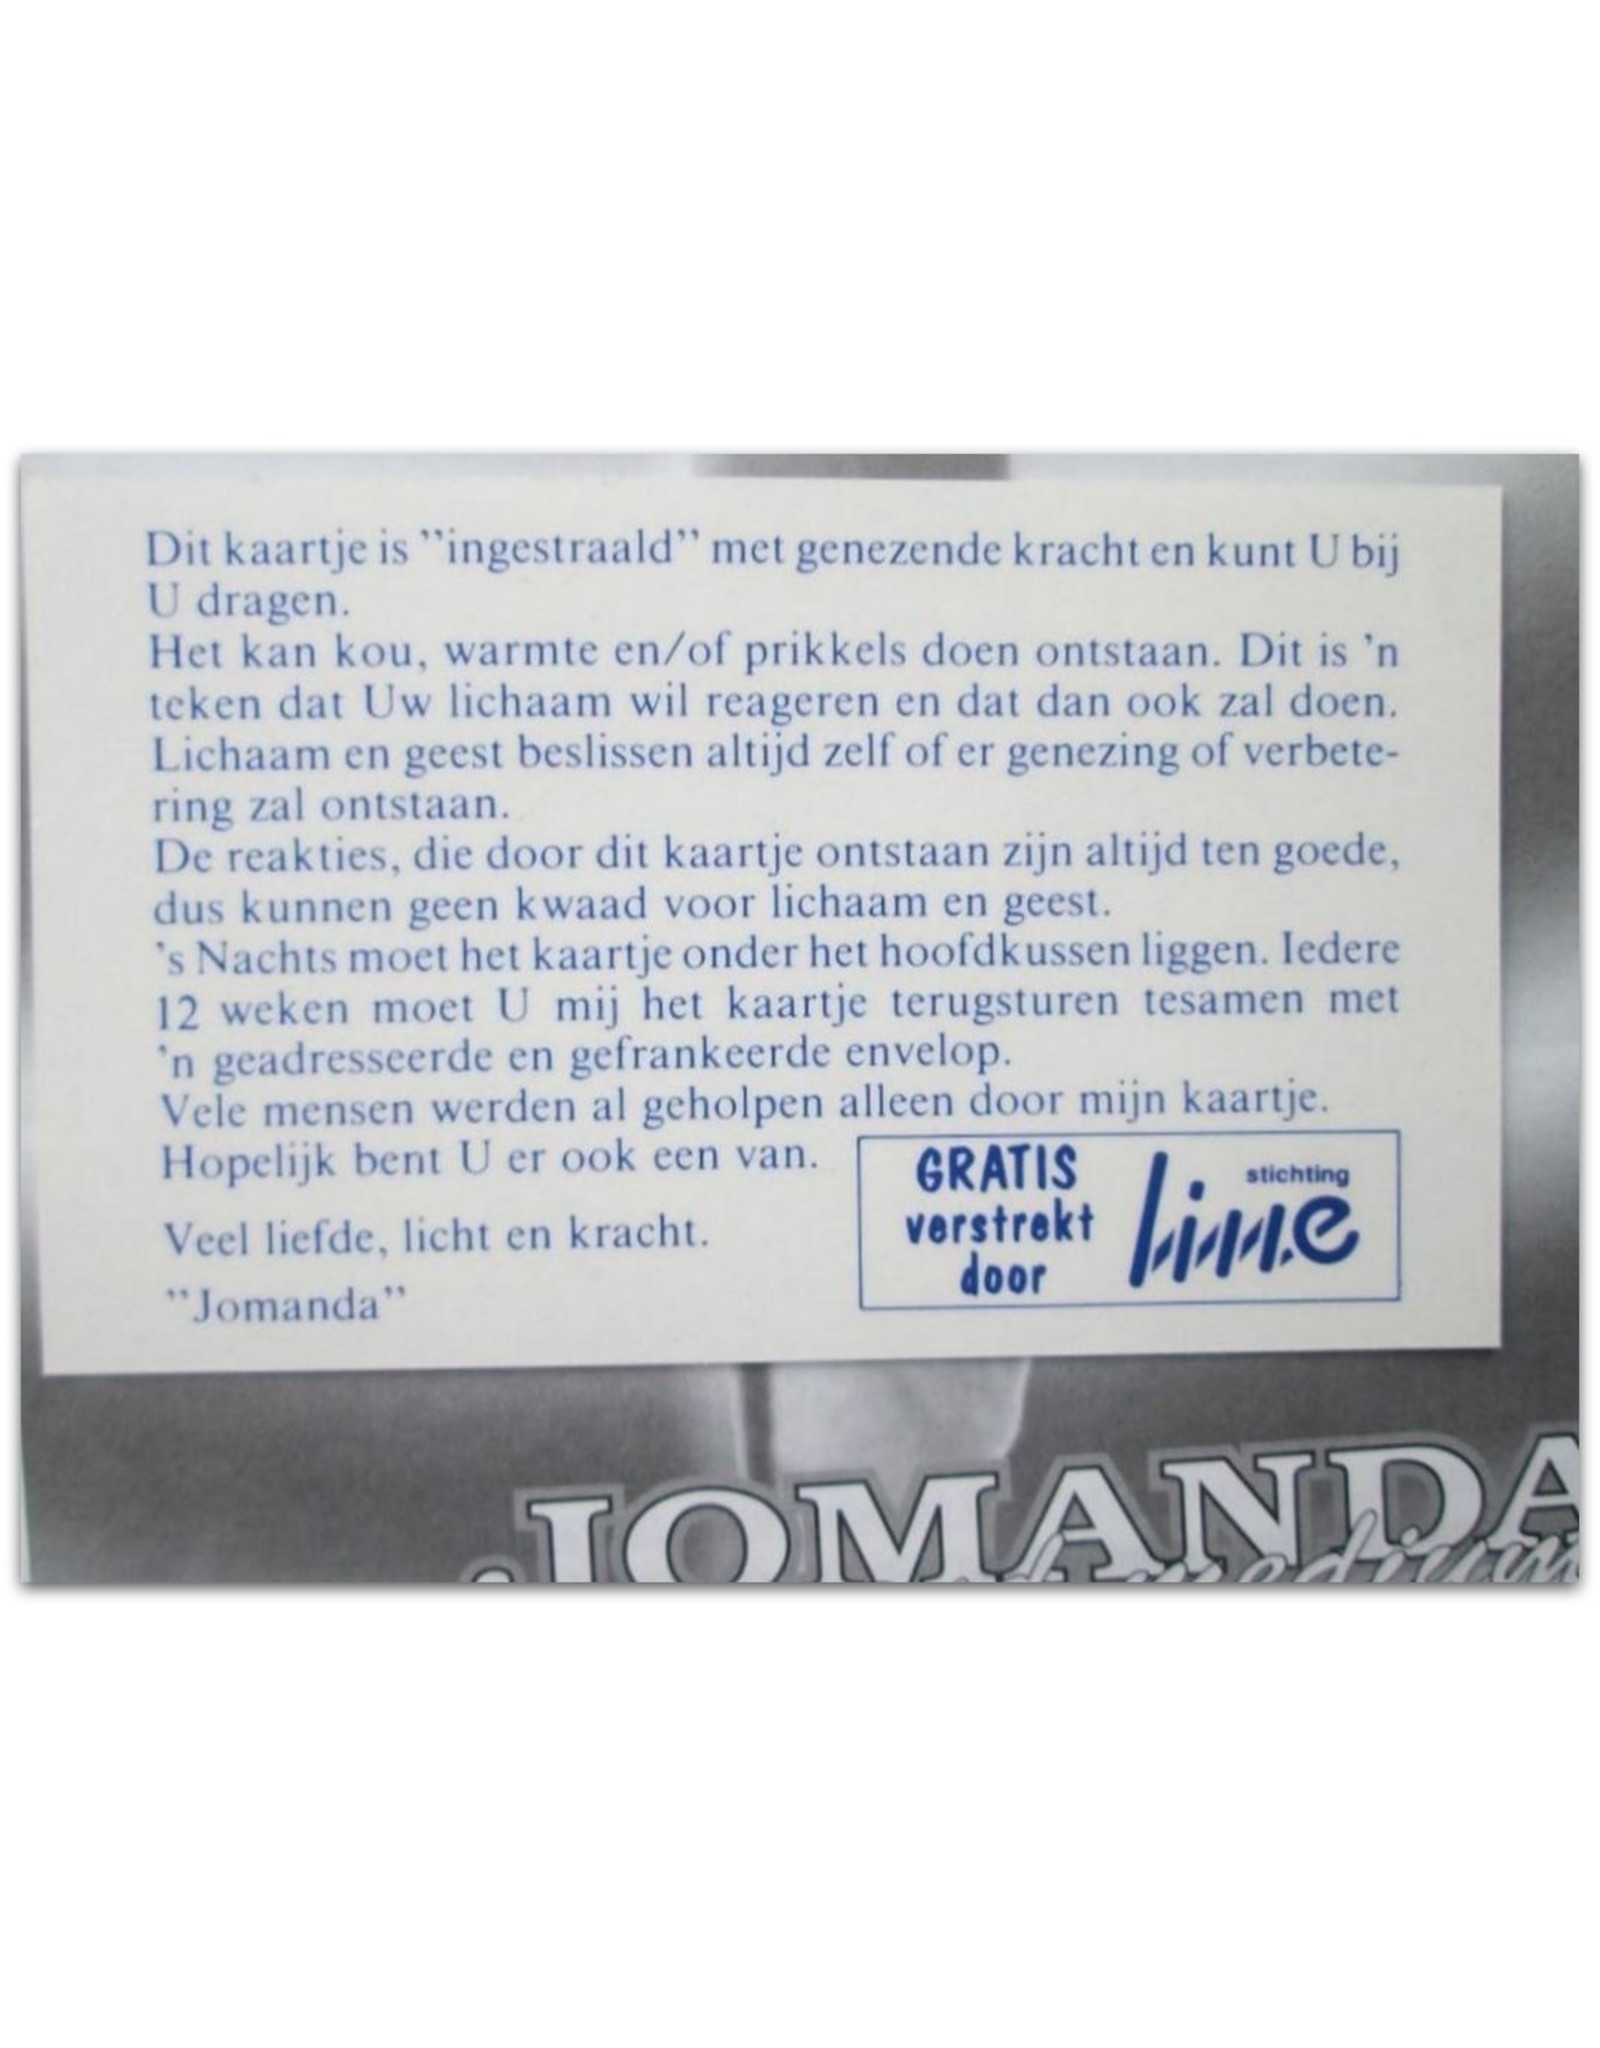 Dit kaartje is "ingestraald" met genezende kracht en kunt U bij
U dragen.
Het kan kou, warmte en/of prikkels doen ontstaan. Dit is 'n
teken dat Uw lichaam wil reageren en dat dan ook zal doen.
Lichaam en geest beslissen altijd zelf of er genezing of verbete-
ring zal ontstaan.
De reakties, die door dit kaartje ontstaan zijn altijd ten goede,
dus kunnen geen kwaad voor lichaam en geest.
's Nachts moet het kaartje onder het hoofdkussen liggen. Iedere
12 weken moet U mij het kaartje terugsturen tesamen met
'n geadresseerde en gefrankeerde envelop.
Vele mensen werden al geholpen alleen door mijn kaartje.
Hopelijk bent U er ook een van.
Veel liefde, licht en kracht.
"Jomanda"
GRATIS
verstrekt
door
stichting
JOMANDA
medium